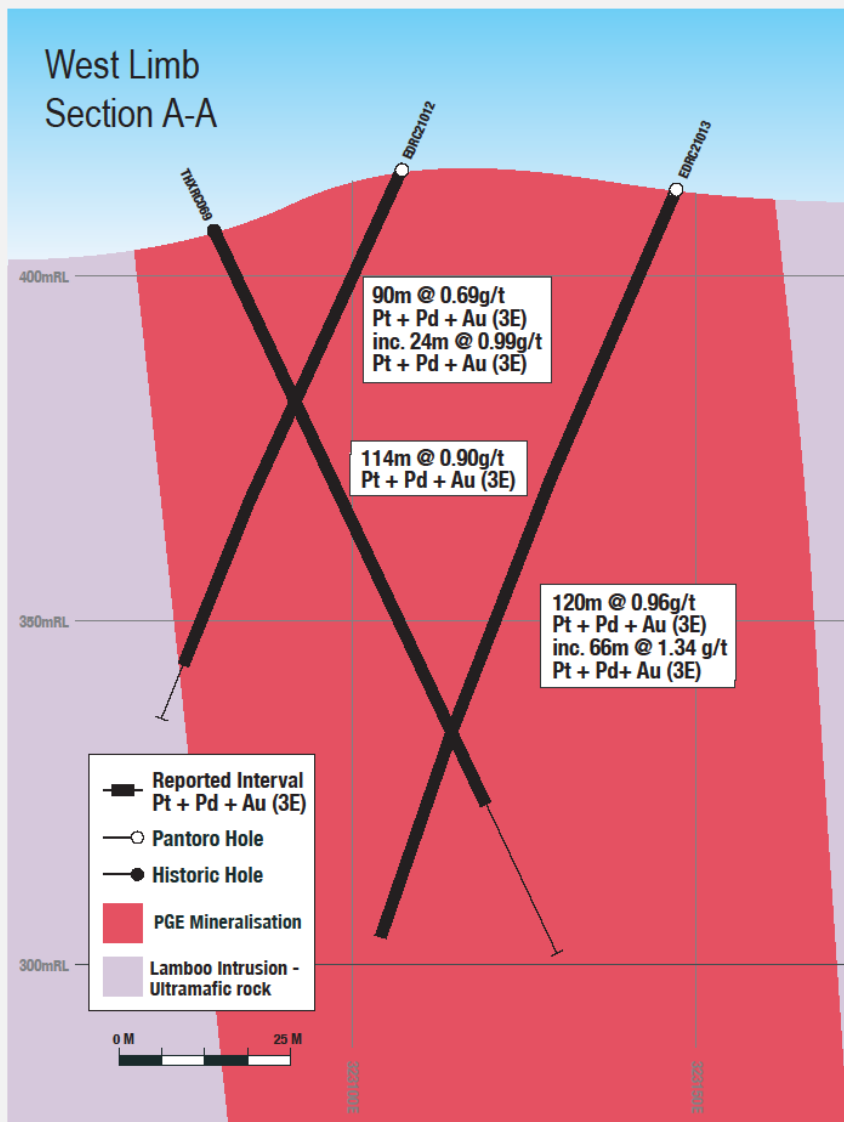 West Limb
Section A-A
EDRC21012
EDRC21013
THXRC069
400mRL
90m @ 0.69g/t
Pt + Pd + Au (3E)
inc. 24m @ 0.99g/t
Pt + Pd + Au (3E)
114m @ 0.90g/t
Pt + Pd + Au (3E)
350mRL
120m @ 0.96g/t
Pt + Pd + Au (3E)
inc. 66m @ 1.34 g/t
Pt + Pd+ Au (3E)
Reported Interval
Pt + Pd + Au (3E)
Pantoro Hole
Historic Hole
PGE Mineralisation
300mRL
Lamboo Intrusion -
Ultramafic rock
0 M
25 M